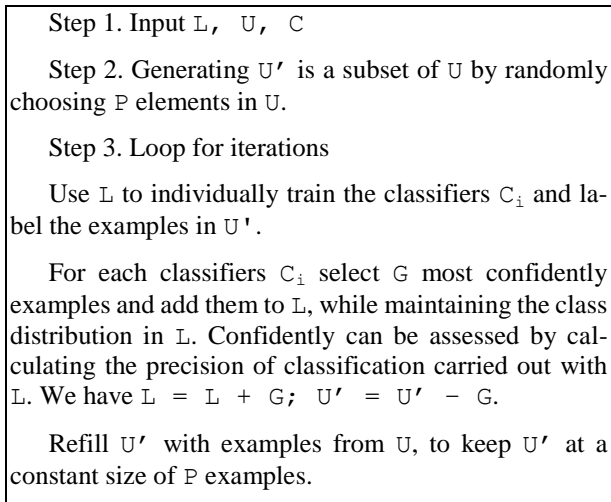 Step 1. Input L, U, C
Step 2. Generating U' is a subset of U by randomly
choosing P elements in U.
Step 3. Loop for iterations
Use L to individually train the classifiers Ci and la-
bel the examples in U'.
For each classifiers Ci select G most confidently
examples and add them to L, while maintaining the class
distribution in L. Confidently can be assessed by cal-
culating the precision of classification carried out with
L. We have L = L + G; U' = U' – G.
Refill U' with examples from U, to keep U' at a
constant size of P examples.